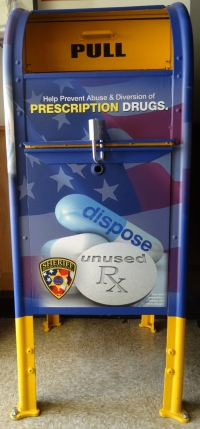 PULL
Help Prevent Abuse & Diversion of
PRESCRIPTION DRUGS.
dispose
unused
Rx
SHERIFF